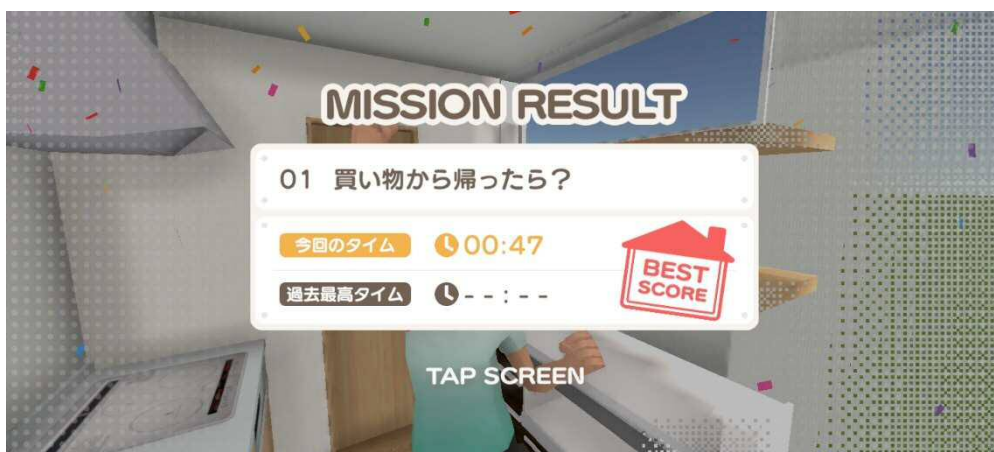 MISSION RESULT
01 買い物から帰ったら？
今回のタイム 00:47
過去最高タイム --:--
BEST
SCORE
TAP SCREEN